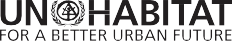 UN HABITAT
FOR A BETTER URBAN FUTURE